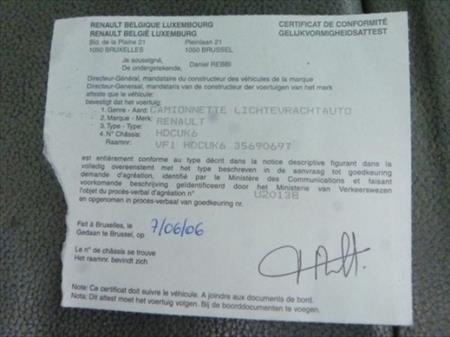 RENAULT BELGIQUE LUXEMBOURG
RENAULT BELGIË LUXEMBURG
Bld. de la Plaine 21 Pleinlaan 21
1050 BRUXELLES 1050 BRUSSEL
CERTIFICAT DE CONFORMITÉ
GELIJKVORMIGHEIDSATTEST
Je soussigné,
De ondergetekende, Daniel REBBI
Directeur-Général, mandataire du constructeur des véhicules de la marque
Directeur-Generaal, mandataris van de constructeur der voertuigen van het merk
atteste que le véhicule:
bevestigt dat het voertuig:
1. Genre - Aard: CAMIONNETTE LICHTEVRACHTAUTO
2. Marque - Merk: RENAULT
3. Type - Type: HDCUK6
4. N° Châssis:
Raamnr: VF1 HDCUK6 35690697
est entièrement conforme au type décrit dans la notice descriptive figurant dans la
volledig overeenstemt met het type beschreven in de aanvraag tot goedkeuring
demande d'agréation, identifié par le Ministère des Communications et faisant
voorkomende beschrijving geïdentificeerd door het Ministerie van Verkeerswezen
l'objet du procès-verbal d'agréation n° U2013B
en opgenomen in proces-verbaal van goedkeuring nr.
Fait à Bruxelles, le
Gedaan te Brussel, op 7/06/06
Le n° de châssis se trouve
Het raamnr. bevindt zich
Note: Ce certificat doit suivre le véhicule. A joindre aux documents de bord.
Nota: Dit attest moet het voertuig volgen. Bij de boorddocumenten te voegen.